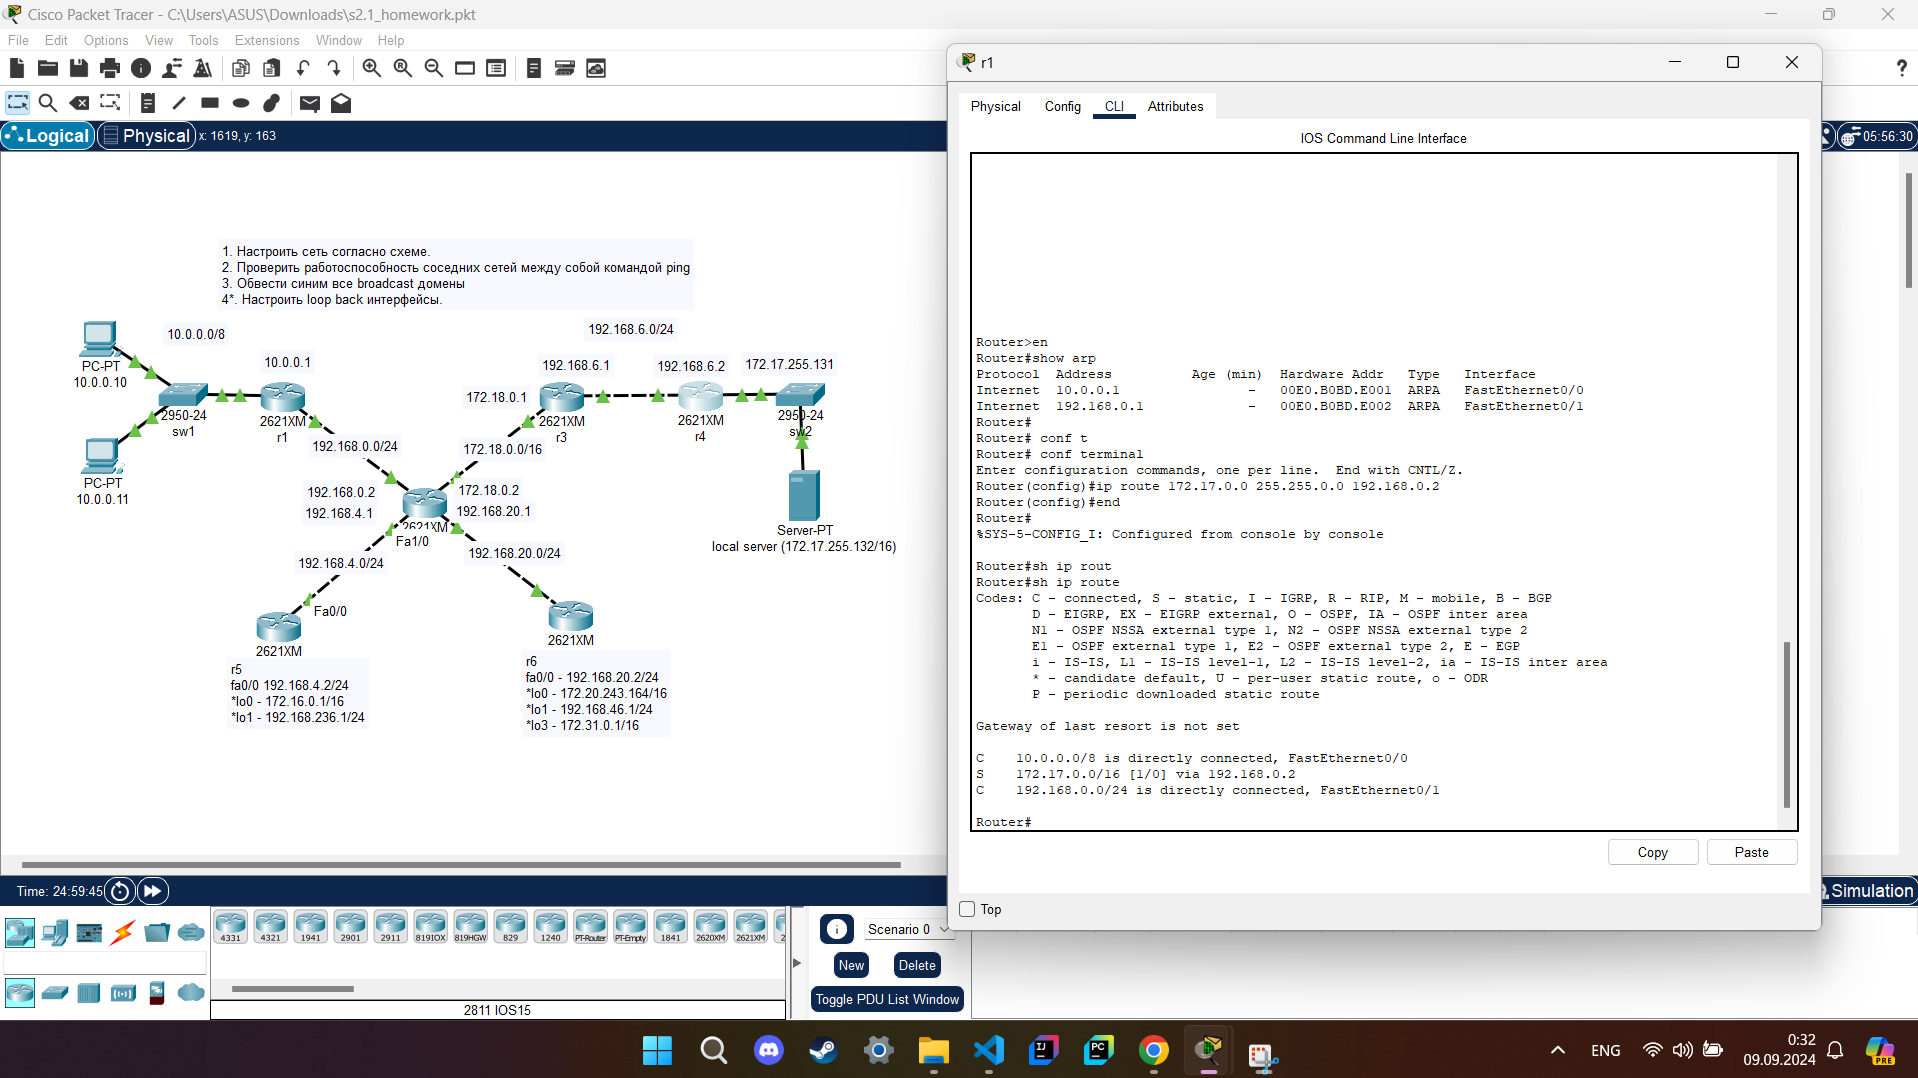 Cisco Packet Tracer - C:\Users\ASUS\Downloads\s2.1_homework.pkt
File Edit Options View Tools Extensions Window Help
Logical Physical x: 1619, y: 163
05:56:30
1. Настроить сеть согласно схеме.
2. Проверить работоспособность соседних сетей между собой командой ping
3. Обвести синим все broadcast домены
4*. Настроить loop back интерфейсы.
192.168.6.0/24
10.0.0.0/8
10.0.0.1
192.168.6.1
192.168.6.2
172.17.255.131
PC-PT
10.0.0.10
172.18.0.1
2950-24
sw1
2621XM
r1
2621XM
r3
2621XM
r4
2950-24
sw2
192.168.0.0/24
172.18.0.0/16
PC-PT
10.0.0.11
192.168.0.2
172.18.0.2
192.168.4.1
192.168.20.1
2621XM
Fa1/0
Server-PT
local server (172.17.255.132/16)
192.168.20.0/24
192.168.4.0/24
Fa0/0
2621XM
2621XM
r5
fa0/0 192.168.4.2/24
*lo0 - 172.16.0.1/16
*lo1 - 192.168.236.1/24
r6
fa0/0 - 192.168.20.2/24
*lo0 - 172.20.243.164/16
*lo1 - 192.168.46.1/24
*lo3 - 172.31.0.1/16
r1
Physical Config CLI Attributes
IOS Command Line Interface
Router>en
Router#show arp
Protocol  Address          Age (min)  Hardware Addr   Type   Interface
Internet  10.0.0.1                -   00E0.B0BD.E001  ARPA   FastEthernet0/0
Internet  192.168.0.1             -   00E0.B0BD.E002  ARPA   FastEthernet0/1
Router#
Router# conf t
Router# conf terminal
Enter configuration commands, one per line.  End with CNTL/Z.
Router(config)#ip route 172.17.0.0 255.255.0.0 192.168.0.2
Router(config)#end
Router#
%SYS-5-CONFIG_I: Configured from console by console
Router#sh ip rout
Router#sh ip route
Codes: C - connected, S - static, I - IGRP, R - RIP, M - mobile, B - BGP
D - EIGRP, EX - EIGRP external, O - OSPF, IA - OSPF inter area
N1 - OSPF NSSA external type 1, N2 - OSPF NSSA external type 2
E1 - OSPF external type 1, E2 - OSPF external type 2, E - EGP
i - IS-IS, L1 - IS-IS level-1, L2 - IS-IS level-2, ia - IS-IS inter area
* - candidate default, U - per-user static route, o - ODR
P - periodic downloaded static route
Gateway of last resort is not set
C    10.0.0.0/8 is directly connected, FastEthernet0/0
S    172.17.0.0/16 [1/0] via 192.168.0.2
C    192.168.0.0/24 is directly connected, FastEthernet0/1
Router#
Copy Paste
Top
Time: 24:59:45
Simulation
4331 4321 1941 2901 2911 819IOX 819HGW 829 1240 PT-Router PT-Empty 1841 2620XM 2621XM 2
2811 IOS15
Scenario 0
New Delete
Toggle PDU List Window
ENG
0:32
09.09.2024
IJ
PC
PRE